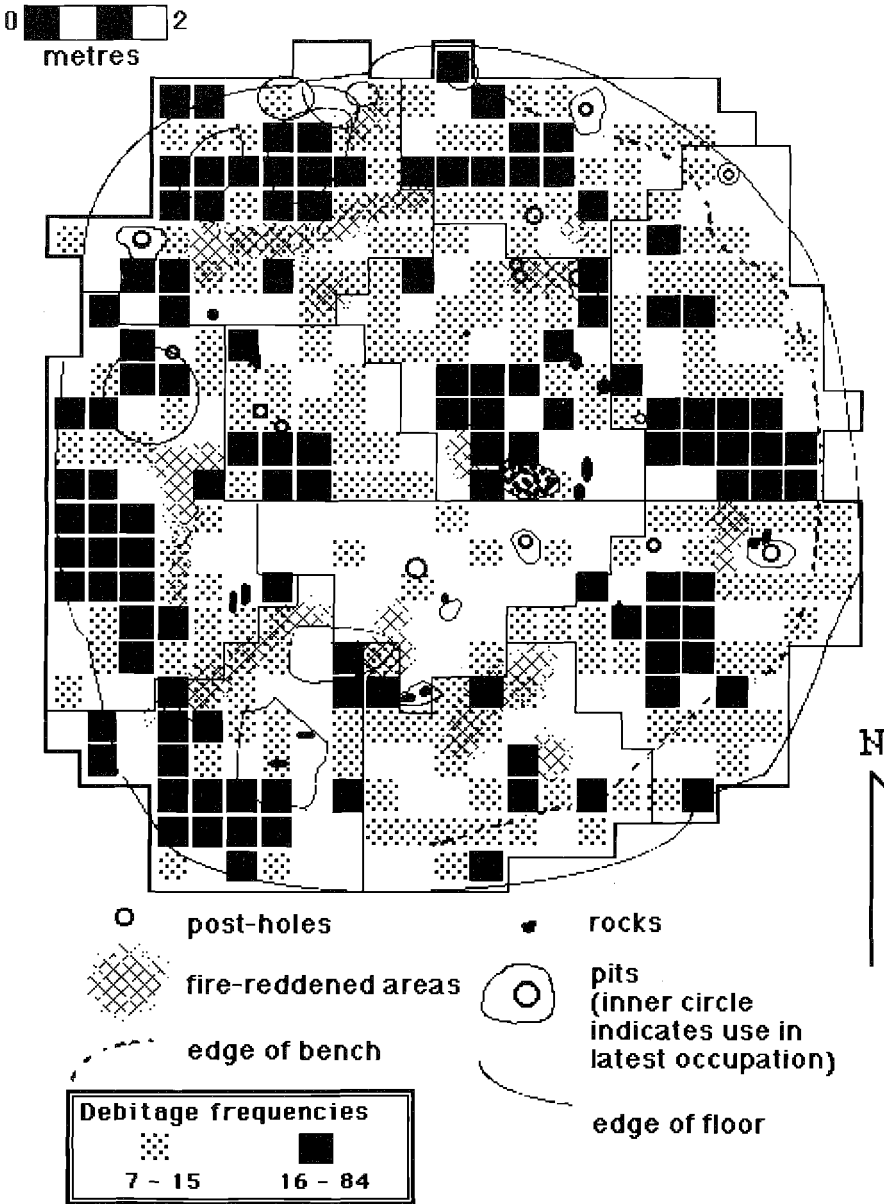 0 2
metres
N
post-holes
rocks
fire-reddened areas
pits
(inner circle
indicates use in
latest occupation)
edge of bench
edge of floor
Debitage frequencies
7 - 15 16 - 84